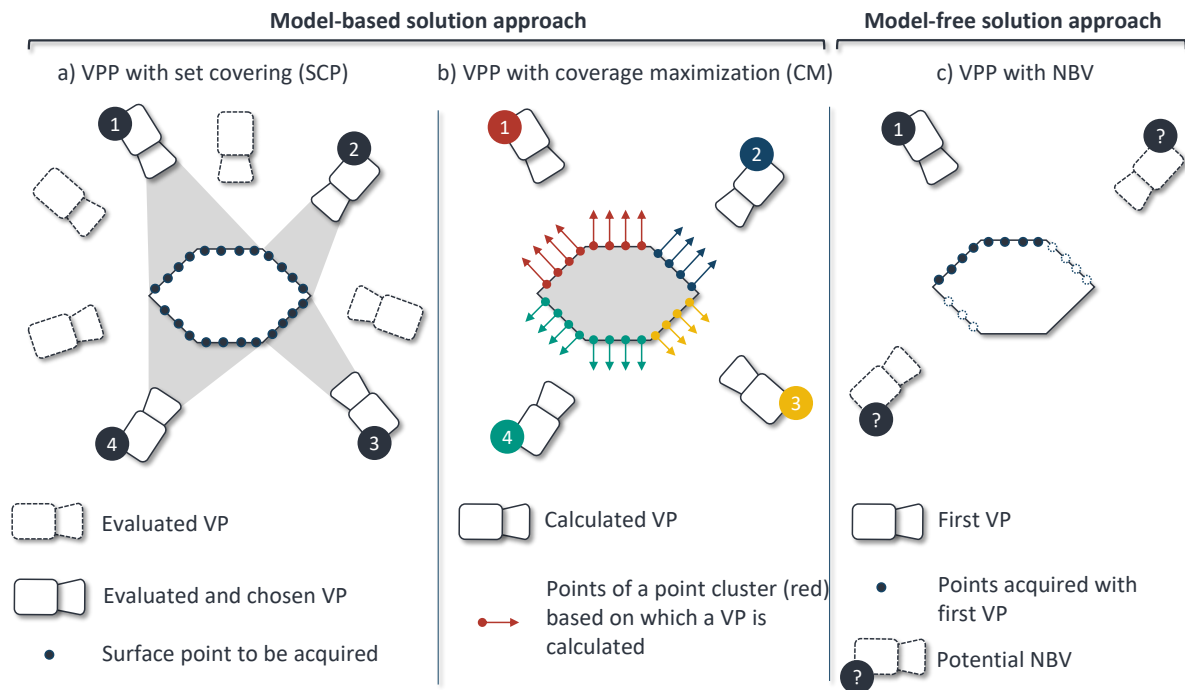 Model-based solution approach
Model-free solution approach
a) VPP with set covering (SCP)
b) VPP with coverage maximization (CM)
c) VPP with NBV
1
2
3
4
1
2
3
4
1
?
?
Evaluated VP
Evaluated and chosen VP
Surface point to be acquired
Calculated VP
Points of a point cluster (red)
based on which a VP is
calculated
First VP
Points acquired with
first VP
Potential NBV
?